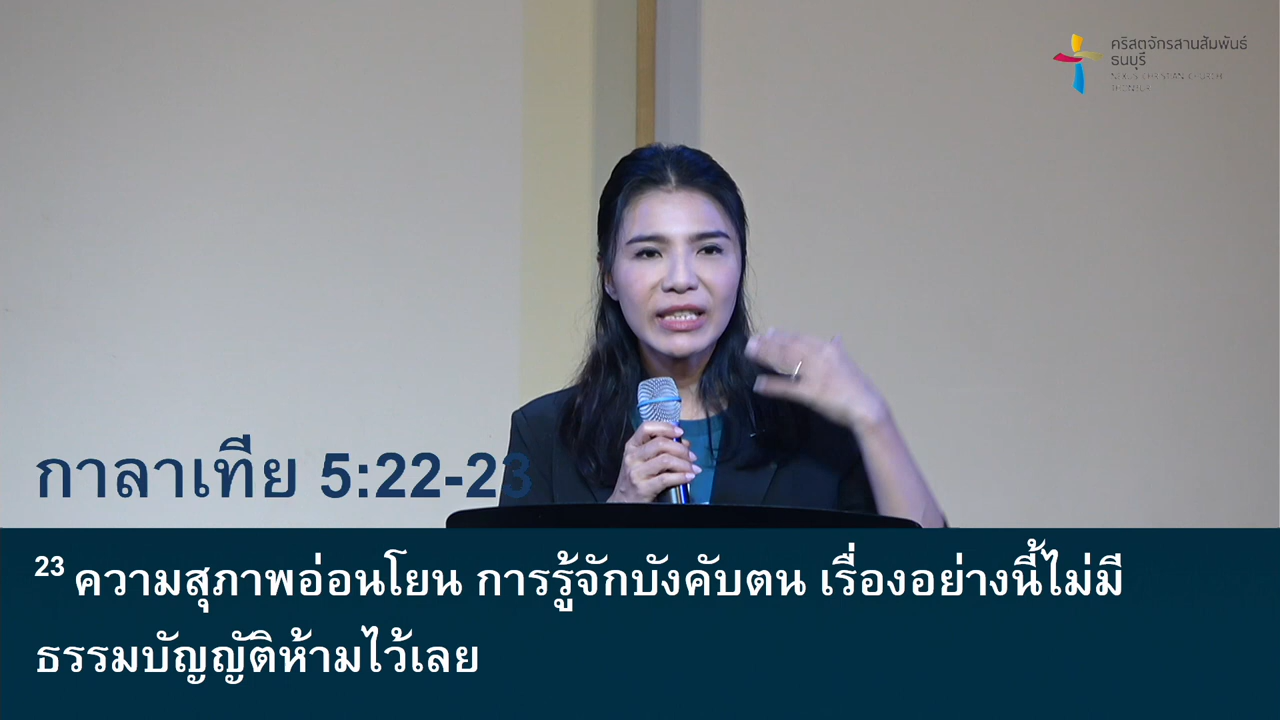 คริสตจักรสานสัมพันธ์
ธนบุรี
NEXUS CHRISTIAN CHURCH
THONBURI
กาลาเทีย 5:22-23
23 ความสุภาพอ่อนโยน การรู้จักบังคับตน เรื่องอย่างนี้ไม่มี
ธรรมบัญญัติห้ามไว้เลย